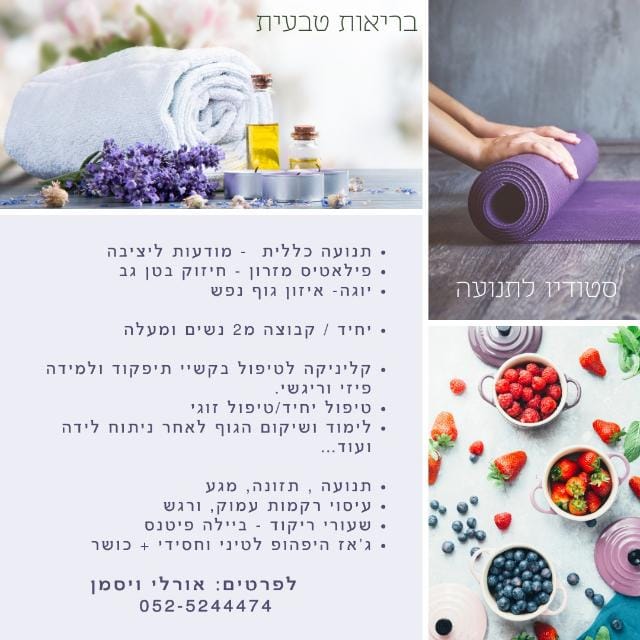 בריאות טבעית
סטודיו לתנועה
• תנועה כללית - מודעות ליציבה
• פילאטיס מזרון - חיזוק בטן גב
• יוגה- איזון גוף נפש
• יחיד / קבוצה מ2 נשים ומעלה
• קליניקה לטיפול בקשיי תיפקוד ולמידה
פיזי וריגשי.
• טיפול יחיד/טיפול זוגי
• לימוד ושיקום הגוף לאחר ניתוח לידה
ועוד...
• תנועה , תזונה, מגע
• עיסוי רקמות עמוק, ורגש
• שעורי ריקוד - ביילה פיטנס
• ג'אז היפהופ לטיני וחסידי + כושר
לפרטים: אורלי ויסמן
052-5244474